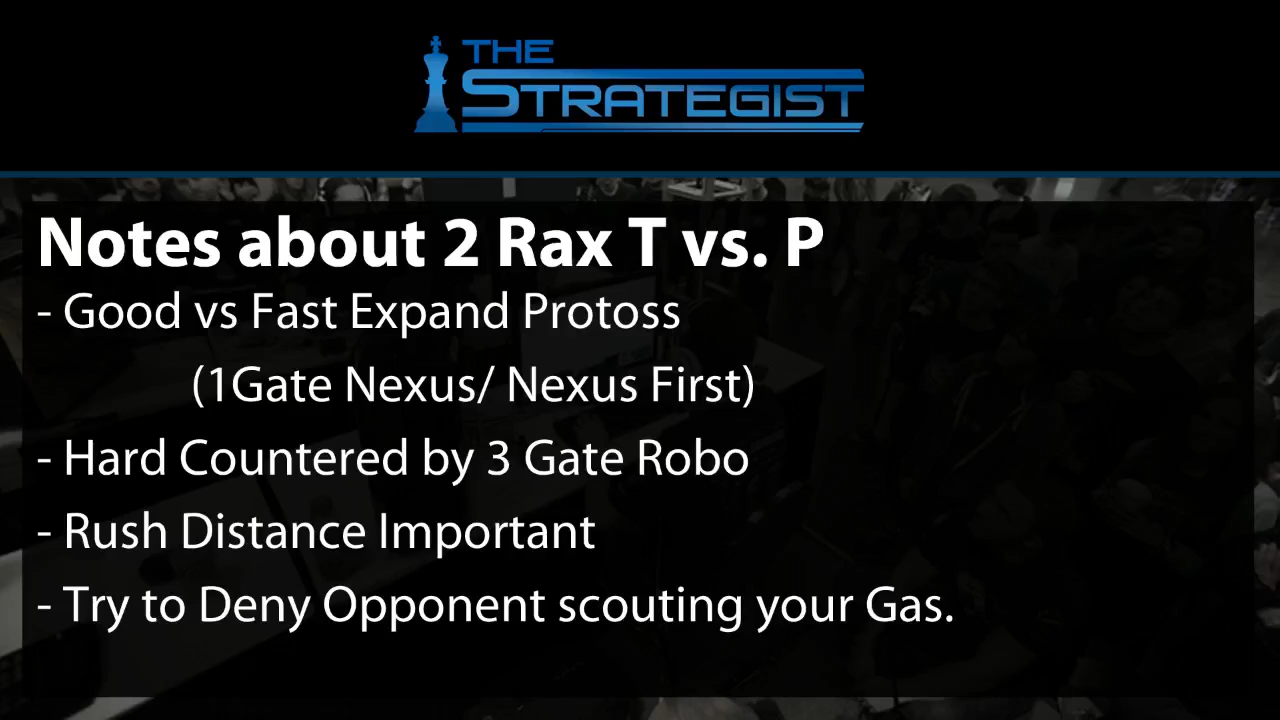 THE
STRATEGIST
Notes about 2 Rax T vs. P
- Good vs Fast Expand Protoss
(1Gate Nexus/ Nexus First)
- Hard Countered by 3 Gate Robo
- Rush Distance Important
- Try to Deny Opponent scouting your Gas.